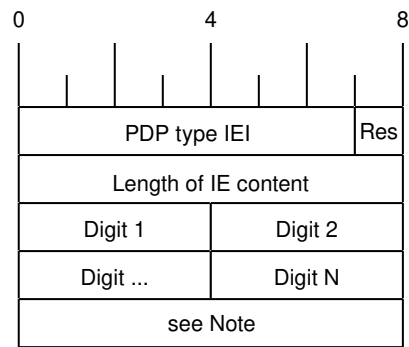 0 4 8
PDP type IEI Res
Length of IE content
Digit 1 Digit 2
Digit ... Digit N
see Note